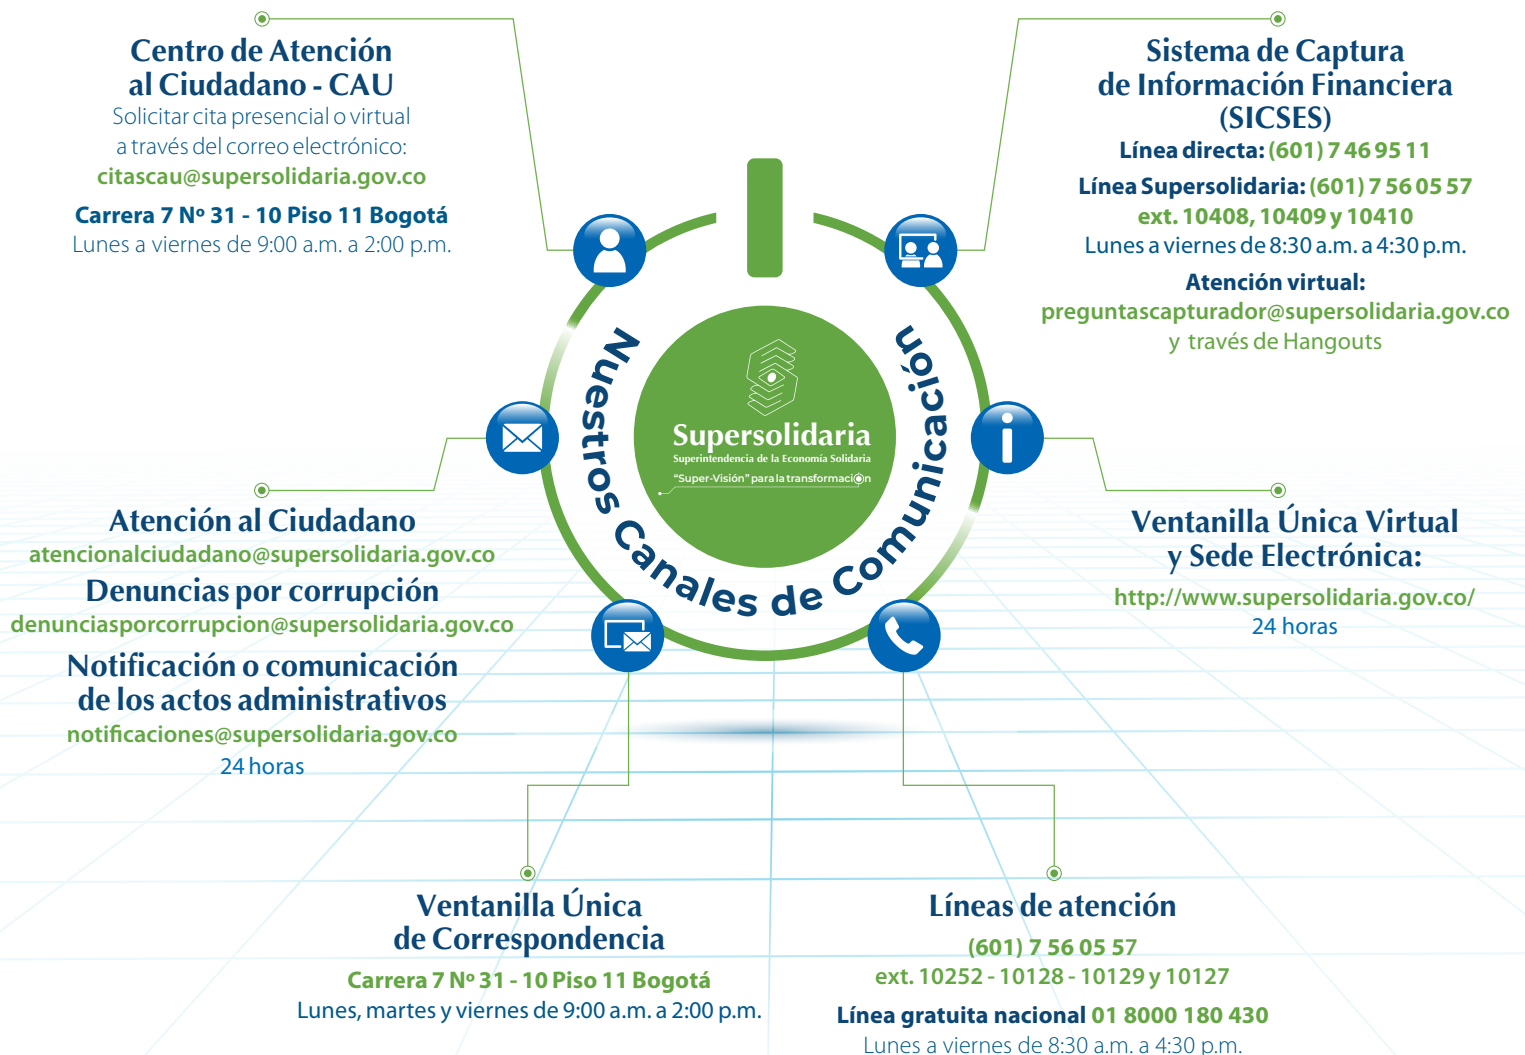 Centro de Atención
al Ciudadano - CAU
Solicitar cita presencial o virtual
a través del correo electrónico:
citascau@supersolidaria.gov.co
Carrera 7 Nº 31 - 10 Piso 11 Bogotá
Lunes a viernes de 9:00 a.m. a 2:00 p.m.
Sistema de Captura
de Información Financiera
(SICSES)
Línea directa: (601) 7 46 95 11
Línea Supersolidaria: (601) 7 56 05 57
ext. 10408, 10409 y 10410
Lunes a viernes de 8:30 a.m. a 4:30 p.m.
Atención virtual:
preguntascapturador@supersolidaria.gov.co
y través de Hangouts
Nuestros Canales de Comunicación
Supersolidaria
Superintendencia de la Economía Solidaria
"Super-Visión" para la transformación
Atención al Ciudadano
atencionalciudadano@supersolidaria.gov.co
Denuncias por corrupción
denunciasporcorrupcion@supersolidaria.gov.co
Notificación o comunicación
de los actos administrativos
notificaciones@supersolidaria.gov.co
24 horas
Ventanilla Única Virtual
y Sede Electrónica:
http://www.supersolidaria.gov.co/
24 horas
Ventanilla Única
de Correspondencia
Carrera 7 Nº 31 - 10 Piso 11 Bogotá
Lunes, martes y viernes de 9:00 a.m. a 2:00 p.m.
Líneas de atención
(601) 7 56 05 57
ext. 10252 - 10128 - 10129 y 10127
Línea gratuita nacional 01 8000 180 430
Lunes a viernes de 8:30 a.m. a 4:30 p.m.